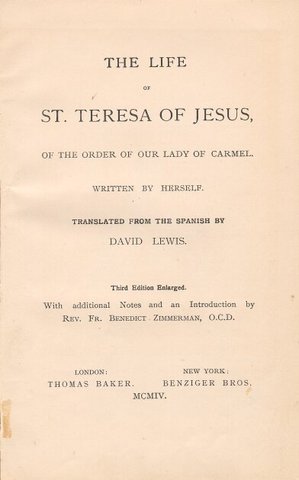 THE LIFE
OF
ST. TERESA OF JESUS,
OF THE ORDER OF OUR LADY OF CARMEL.
WRITTEN BY HERSELF.
TRANSLATED FROM THE SPANISH BY
DAVID LEWIS.
Third Edition Enlarged.
With additional Notes and an Introduction by
REV. FR. BENEDICT ZIMMERMAN, O.C.D.
LONDON: NEW YORK:
THOMAS BAKER. BENZIGER BROS.
MCMIV.